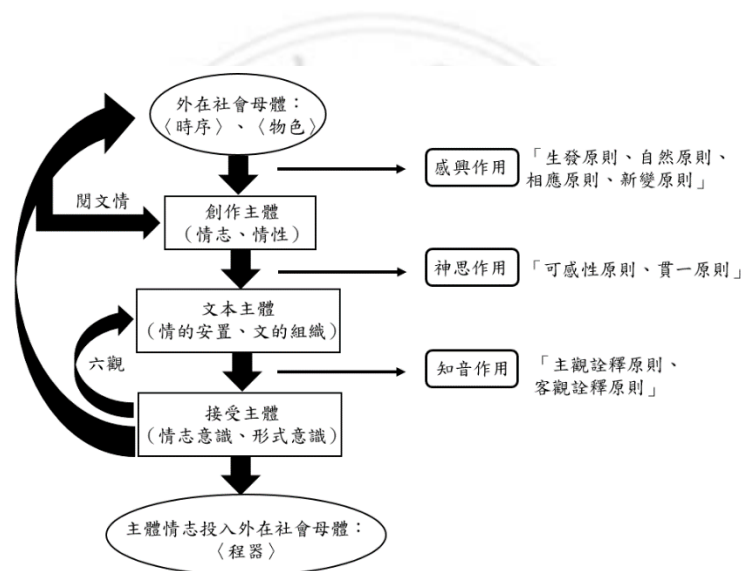 外在社會母體：
〈時序〉、〈物色〉
感興作用
「生發原則、自然原則、
相應原則、新變原則」
閱文情
創作主體
（情志、情性）
神思作用
「可感性原則、貫一原則」
文本主體
（情的安置、文的組織）
六觀
知音作用
「主觀詮釋原則、
客觀詮釋原則」
接受主體
（情志意識、形式意識）
主體情志投入外在社會母體：
〈程器〉